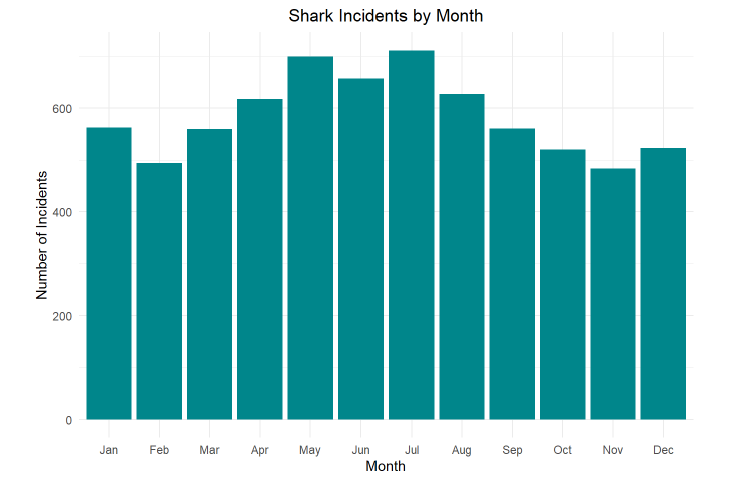 Shark Incidents by Month
Number of Incidents
600
400
200
0
Jan Feb Mar Apr May Jun Jul Aug Sep Oct Nov Dec
Month